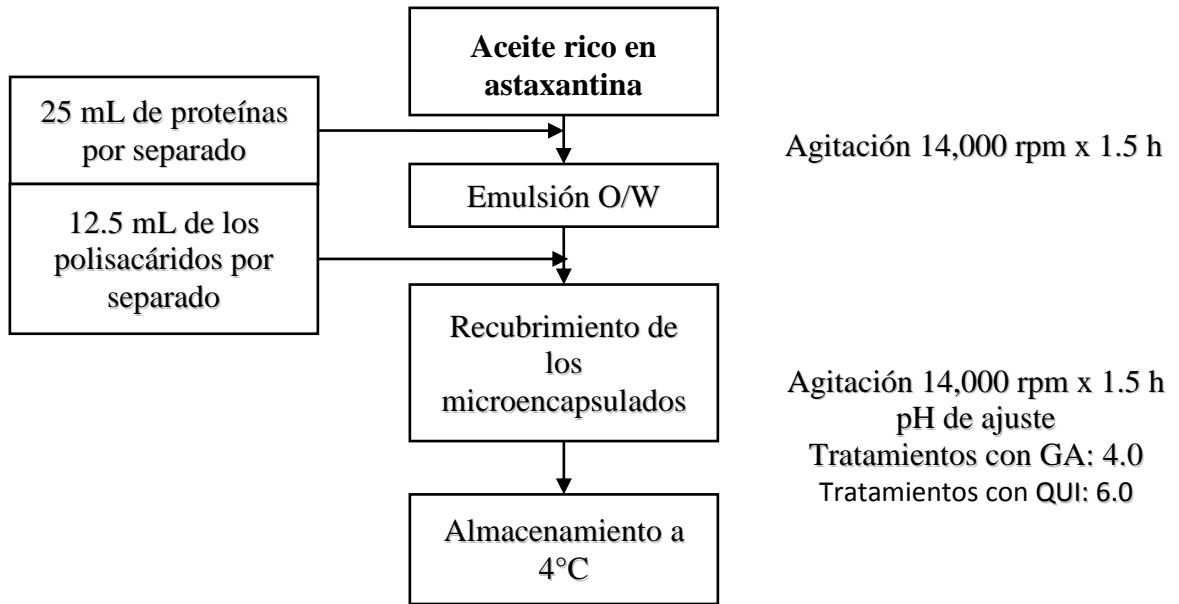 Aceite rico en
astaxantina
25 mL de proteínas
por separado
Agitación 14,000 rpm x 1.5 h
Emulsión O/W
12.5 mL de los
polisacáridos por
separado
Recubrimiento de
los
microencapsulados
Agitación 14,000 rpm x 1.5 h
pH de ajuste
Tratamientos con GA: 4.0
Tratamientos con QUI: 6.0
Almacenamiento a
4°C